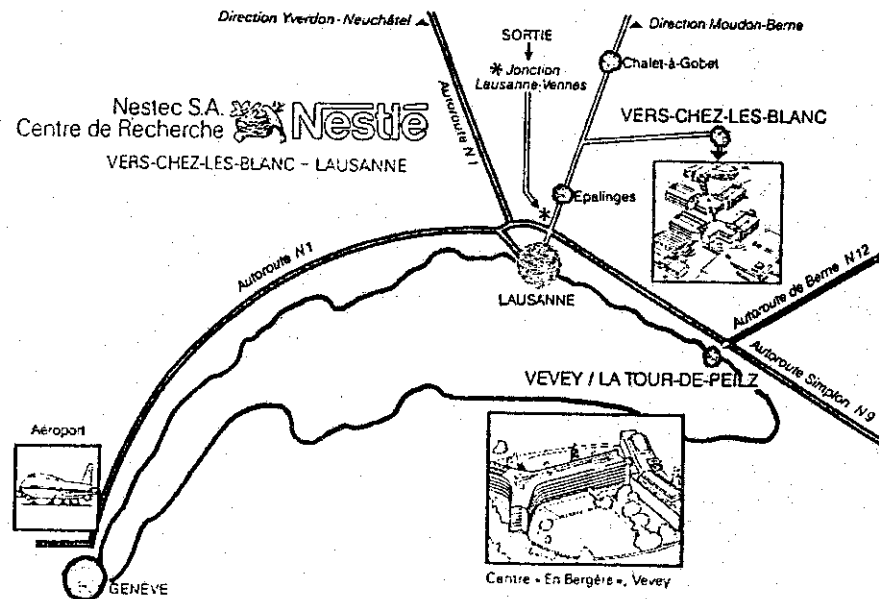 Direction Yverdon-Neuchâtel
SORTIE
* Jonction
Lausanne-Vennes
Direction Moudon-Berne
Chalet-à-Gobet
Nestec S.A.
Centre de Recherche
Nestlé
VERS-CHEZ-LES-BLANC - LAUSANNE
Autoroute N1
VERS-CHEZ-LES-BLANC
Epalinges
*
Autoroute N1
LAUSANNE
Autoroute de Berne N12
Autoroute Simplon N9
VEVEY / LA TOUR-DE-PEILZ
Aéroport
GENÈVE
Centre « En Bergère », Vevey